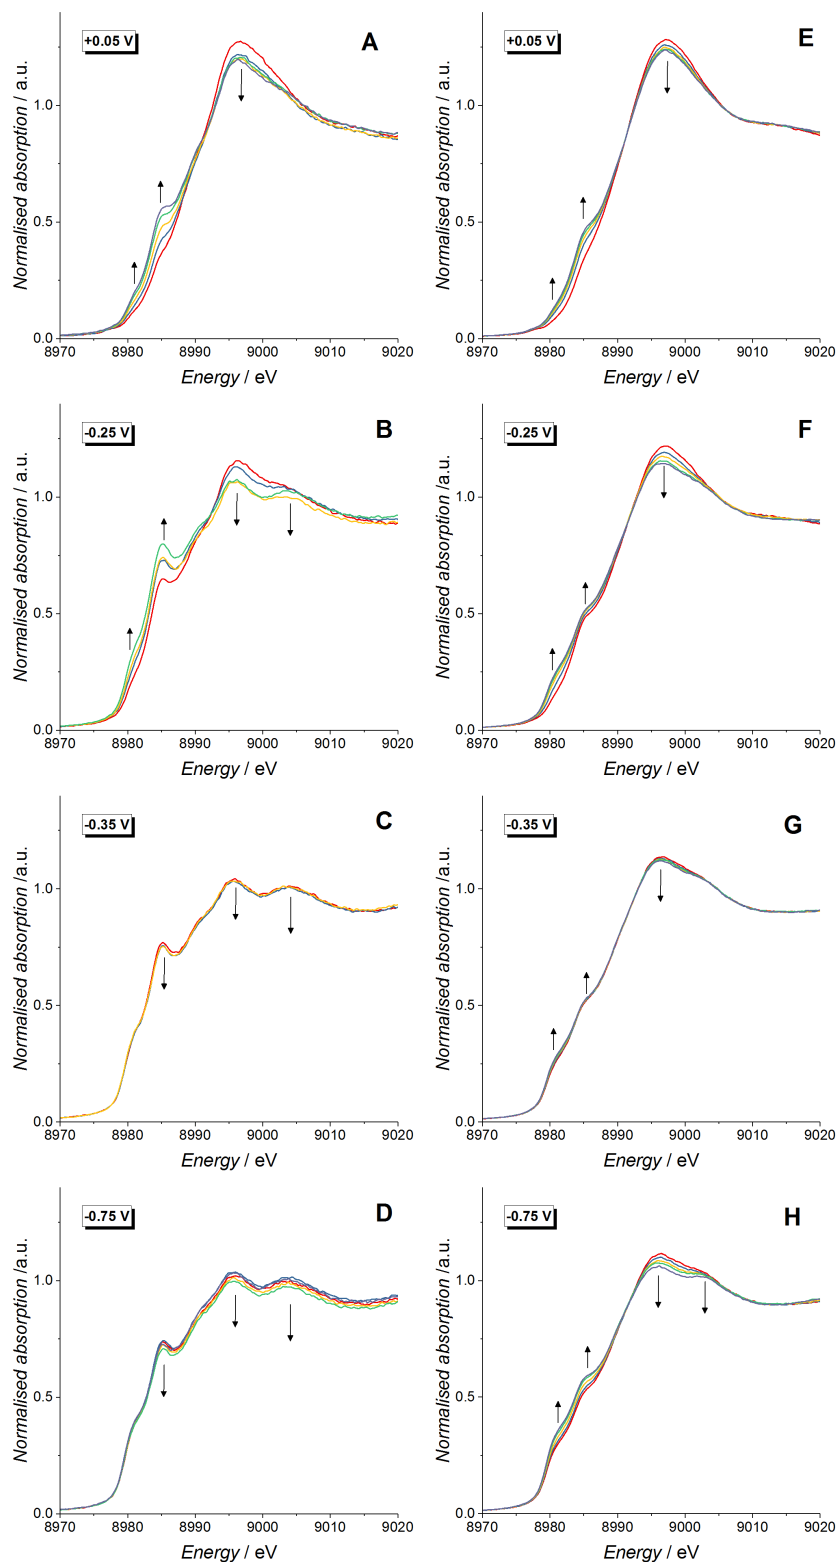 +0.05 V
A
Normalised absorption / a.u.
1.0
0.5
0.0
8970 8980 8990 9000 9010 9020
Energy / eV
+0.05 V
E
Normalised absorption / a.u.
1.0
0.5
0.0
8970 8980 8990 9000 9010 9020
Energy / eV
-0.25 V
B
Normalised absorption /a.u.
1.0
0.5
0.0
8970 8980 8990 9000 9010 9020
Energy / eV
-0.25 V
F
Normalised absorption /a.u.
1.0
0.5
0.0
8970 8980 8990 9000 9010 9020
Energy / eV
-0.35 V
C
Normalised absorption /a.u.
1.0
0.5
0.0
8970 8980 8990 9000 9010 9020
Energy / eV
-0.35 V
G
Normalised absorption /a.u.
1.0
0.5
0.0
8970 8980 8990 9000 9010 9020
Energy / eV
-0.75 V
D
Normalised absorption /a.u.
1.0
0.5
0.0
8970 8980 8990 9000 9010 9020
Energy / eV
-0.75 V
H
Normalised absorption /a.u.
1.0
0.5
0.0
8970 8980 8990 9000 9010 9020
Energy / eV